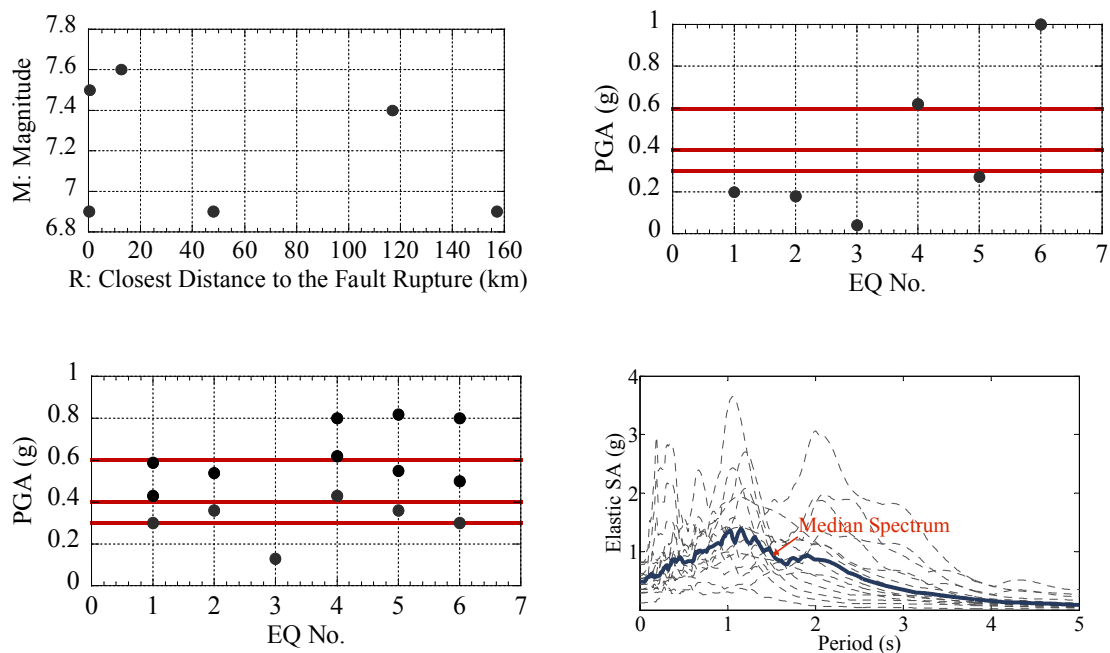 7.8
7.6
7.4
7.2
7
6.8
M: Magnitude
0 20 40 60 80 100 120 140 160
R: Closest Distance to the Fault Rupture (km)
1
0.8
0.6
0.4
0.2
0
PGA (g)
0 1 2 3 4 5 6 7
EQ No.
1
0.8
0.6
0.4
0.2
0
PGA (g)
0 1 2 3 4 5 6 7
EQ No.
4
3
2
1
Elastic SA (g)
Median Spectrum
0 1 2 3 4 5
Period (s)